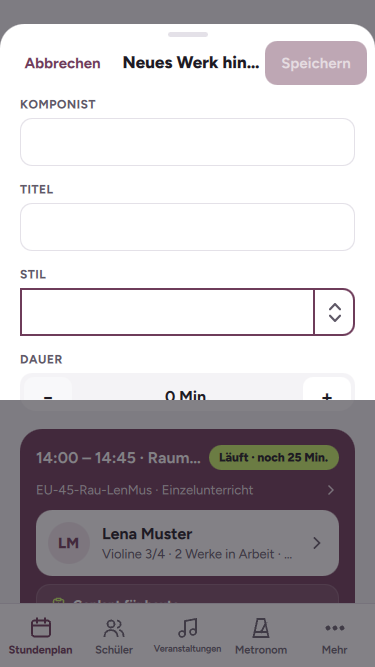 Abbrechen Neues Werk hin... Speichern
KOMPONIST
TITEL
STIL
DAUER
– 0 Min +
14:00 – 14:45 · Raum... Läuft · noch 25 Min.
EU-45-Rau-LenMus · Einzelunterricht
LM Lena Muster
Violine 3/4 · 2 Werke in Arbeit · ...
Stundenplan Schüler Veranstaltungen Metronom Mehr